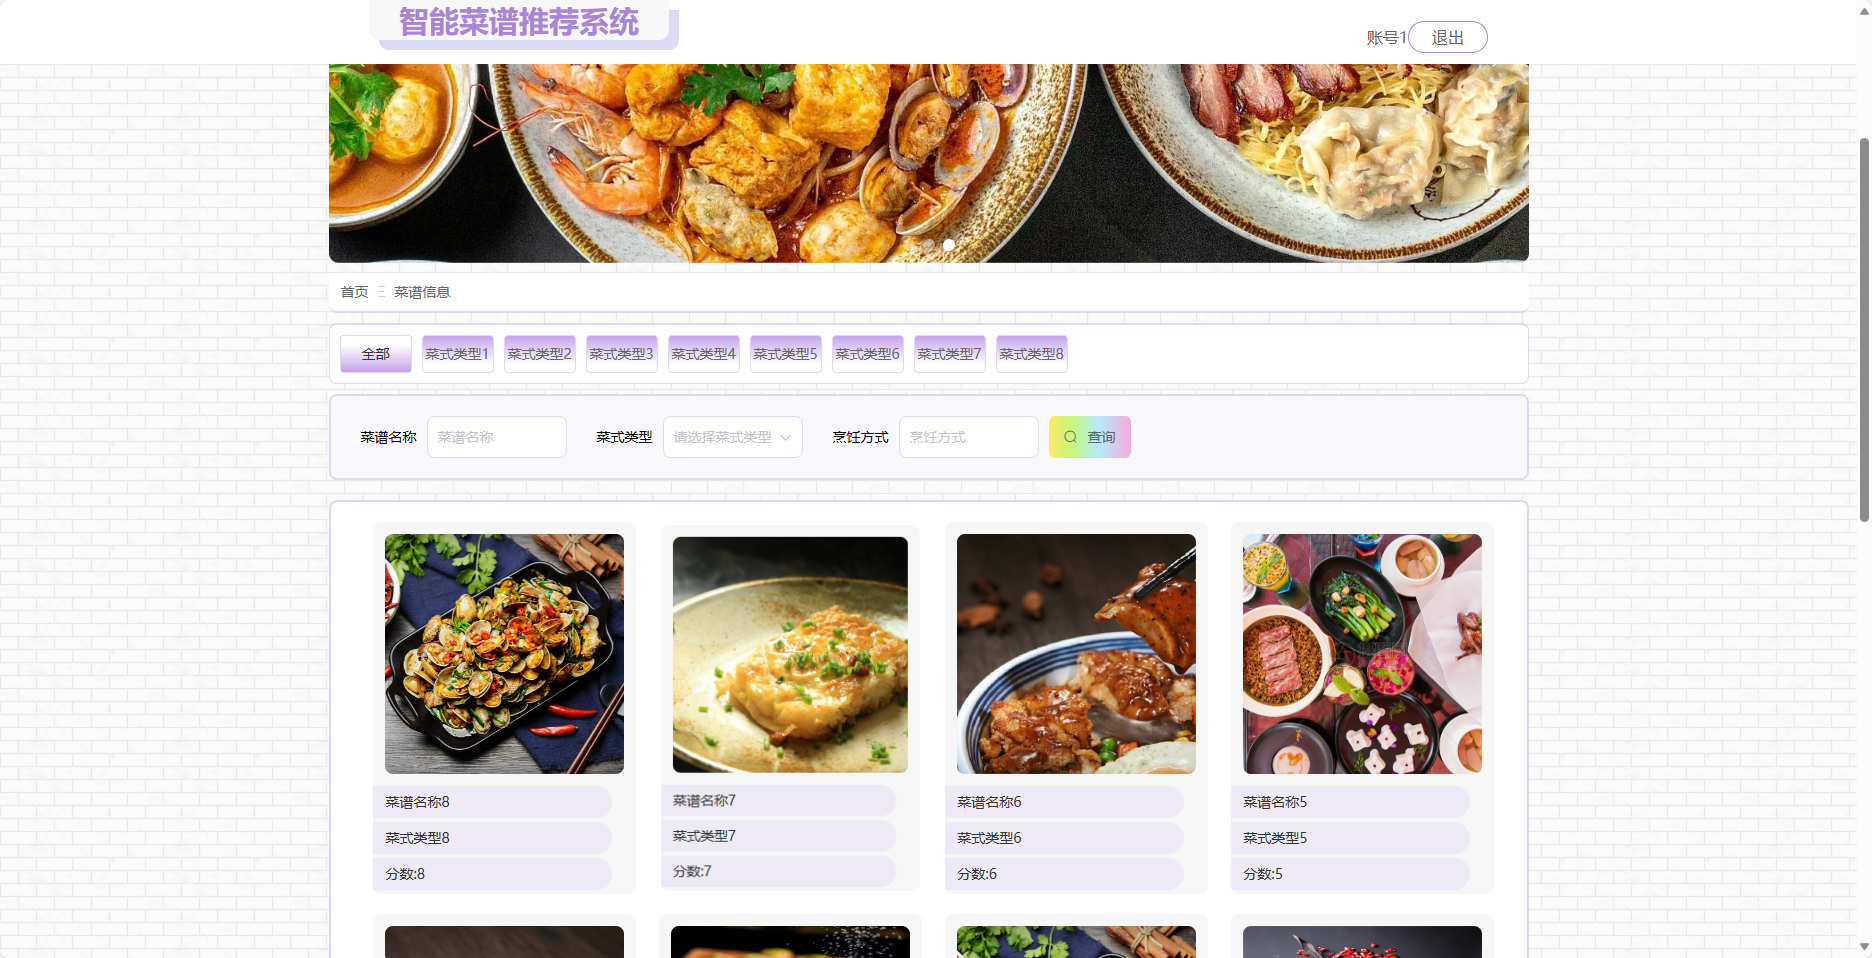 智能菜谱推荐系统
账号1 退出
首页 菜谱信息
全部 菜式类型1 菜式类型2 菜式类型3 菜式类型4 菜式类型5 菜式类型6 菜式类型7 菜式类型8
菜谱名称 菜谱名称 菜式类型 请选择菜式类型 烹饪方式 烹饪方式 查询
菜谱名称8
菜式类型8
分数:8
菜谱名称7
菜式类型7
分数:7
菜谱名称6
菜式类型6
分数:6
菜谱名称5
菜式类型5
分数:5